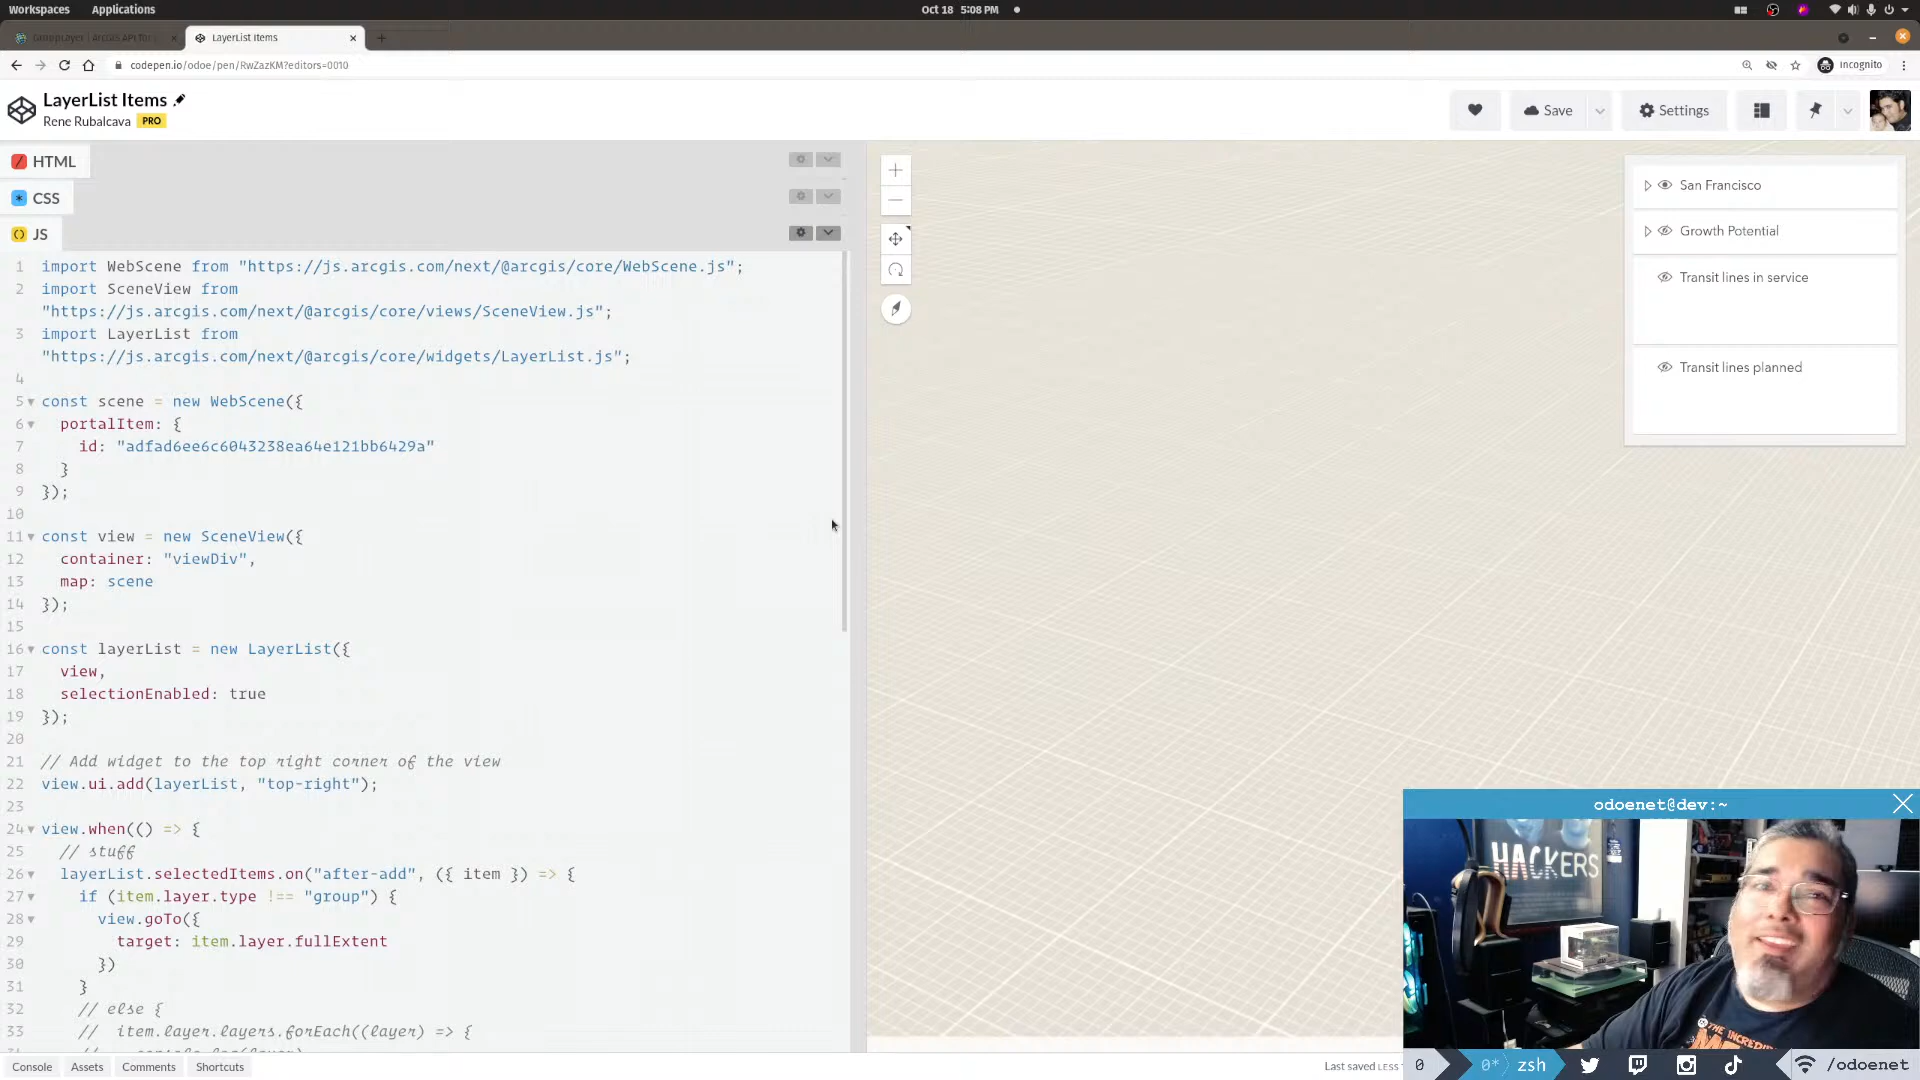 Workspaces Applications Oct 18 5:08 PM
GroupLayer | ArcGIS API for
LayerList Items
codepen.io/odoe/pen/RwZazKM?editors=0010
Incognito
LayerList Items
Rene Rubalcava PRO
Save
Settings
HTML
CSS
JS
1 import WebScene from "https://js.arcgis.com/next/@arcgis/core/WebScene.js";
2 import SceneView from
"https://js.arcgis.com/next/@arcgis/core/views/SceneView.js";
3 import LayerList from
"https://js.arcgis.com/next/@arcgis/core/widgets/LayerList.js";
4
5 const scene = new WebScene({
6 portalItem: {
7 id: "adfad6ee6c6043238ea64e121bb6429a"
8 }
9 });
10
11 const view = new SceneView({
12 container: "viewDiv",
13 map: scene
14 });
15
16 const layerList = new LayerList({
17 view,
18 selectionEnabled: true
19 });
20
21 // Add widget to the top right corner of the view
22 view.ui.add(layerList, "top-right");
23
24 view.when(() => {
25 // stuff
26 layerList.selectedItems.on("after-add", ({ item }) => {
27 if (item.layer.type !== "group") {
28 view.goTo({
29 target: item.layer.fullExtent
30 })
31 }
32 // else {
33 // item.layer.layers.forEach((layer) => {
San Francisco
Growth Potential
Transit lines in service
Transit lines planned
odoenet@dev:~
HACKERS
THE INCREDIBLE
Console Assets Comments Shortcuts
Last saved LESS
0 0* zsh /odoenet